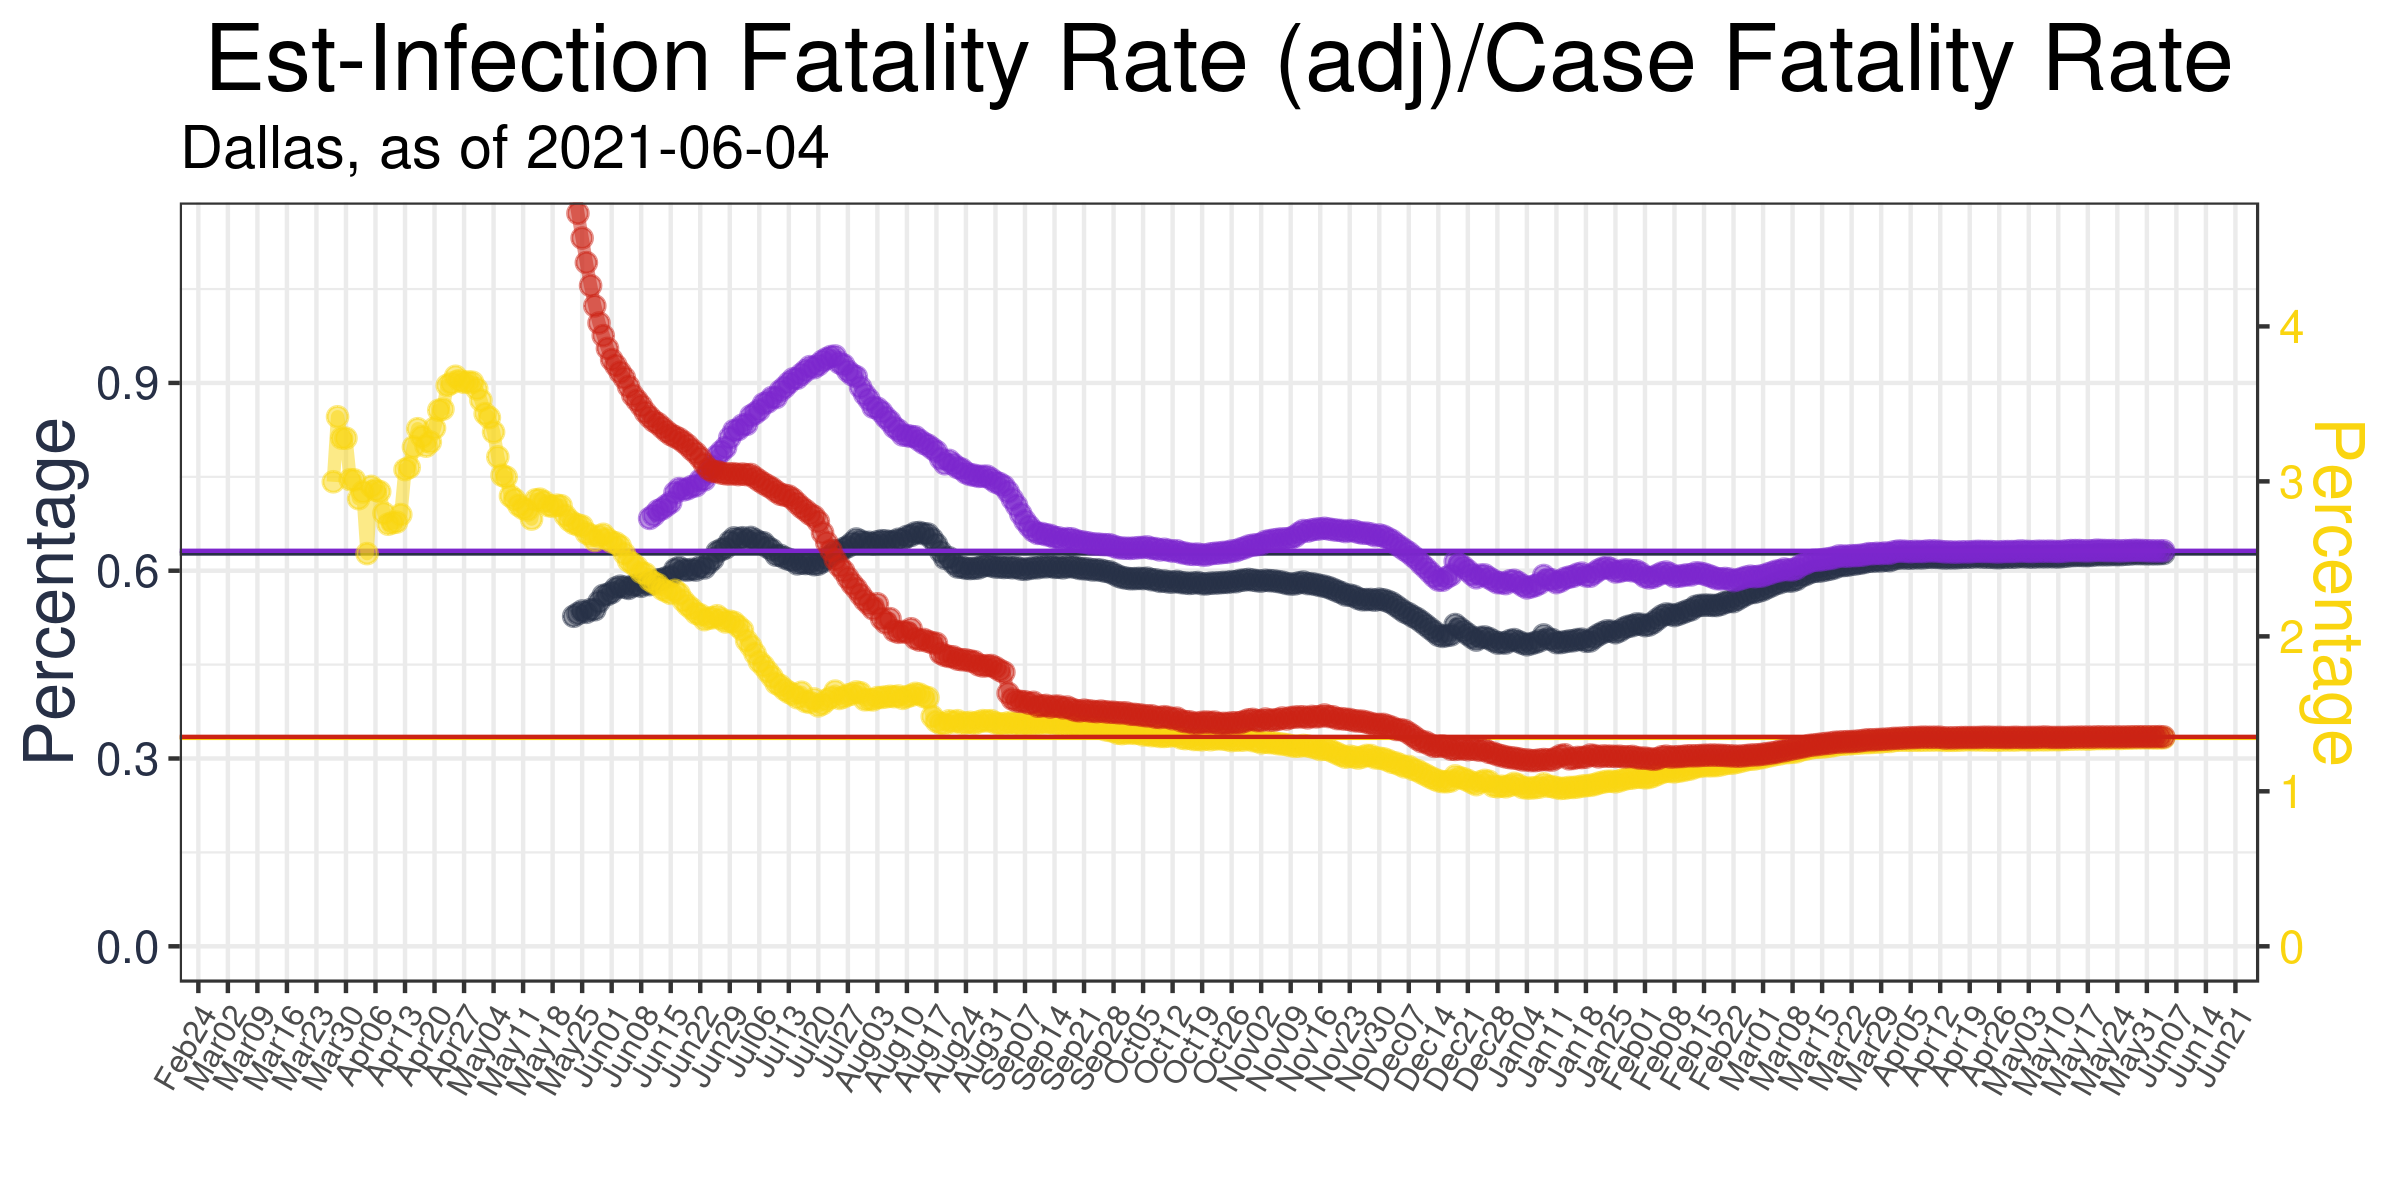 Est-Infection Fatality Rate (adj)/Case Fatality Rate
Dallas, as of 2021-06-04
Percentage
0.9
0.6
0.3
0.0
4
3
2
1
0
Percentage
Feb24
Mar02
Mar09
Mar16
Mar23
Mar30
Apr06
Apr13
Apr20
Apr27
May04
May11
May18
May25
Jun01
Jun08
Jun15
Jun22
Jun29
Jul06
Jul13
Jul20
Jul27
Aug03
Aug10
Aug17
Aug24
Aug31
Sep07
Sep14
Sep21
Sep28
Oct05
Oct12
Oct19
Oct26
Nov02
Nov09
Nov16
Nov23
Nov30
Dec07
Dec14
Dec21
Dec28
Jan04
Jan11
Jan18
Jan25
Feb01
Feb08
Feb15
Feb22
Mar01
Mar08
Mar15
Mar22
Mar29
Apr05
Apr12
Apr19
Apr26
May03
May10
May17
May24
May31
Jun07
Jun14
Jun21